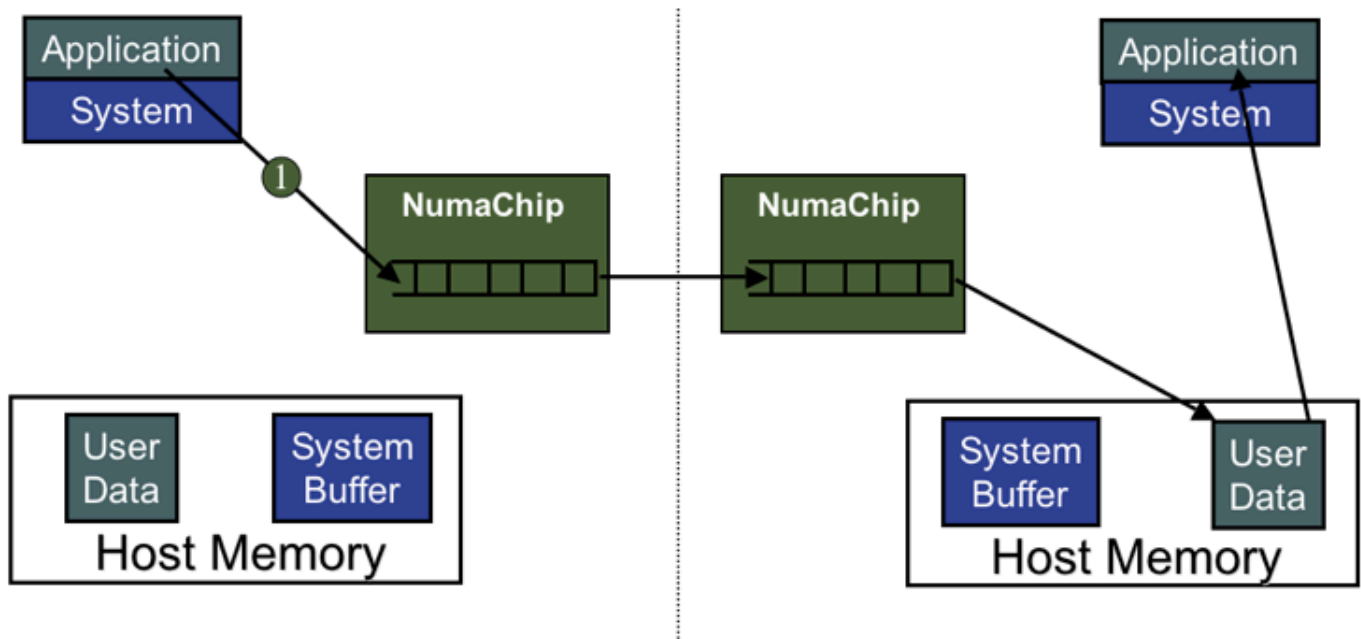 Application
System
1
NumaChip
User
Data
System
Buffer
Host Memory
Application
System
NumaChip
System
Buffer
User
Data
Host Memory